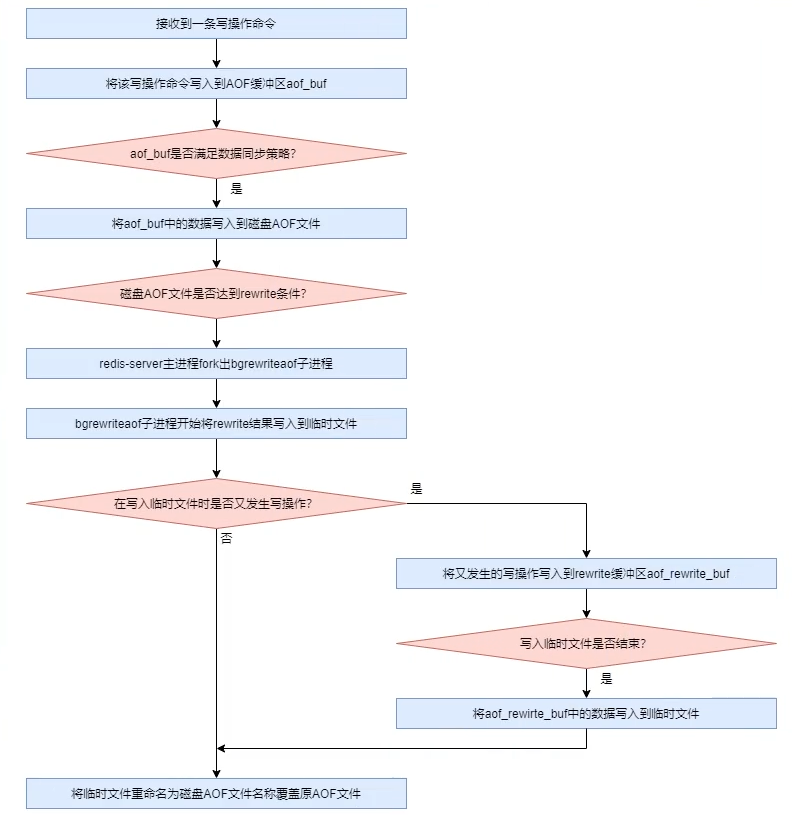 接收到一条写操作命令
将该写操作命令写入到AOF缓冲区aof_buf
aof_buf是否满足数据同步策略?
是
将aof_buf中的数据写入到磁盘AOF文件
磁盘AOF文件是否达到rewrite条件?
redis-server主进程fork出bgrewriteaof子进程
bgrewriteaof子进程开始将rewrite结果写入到临时文件
在写入临时文件时是否又发生写操作?
是
否
将又发生的写操作写入到rewrite缓冲区aof_rewrite_buf
写入临时文件是否结束?
是
将aof_rewirte_buf中的数据写入到临时文件
将临时文件重命名为磁盘AOF文件名称覆盖原AOF文件